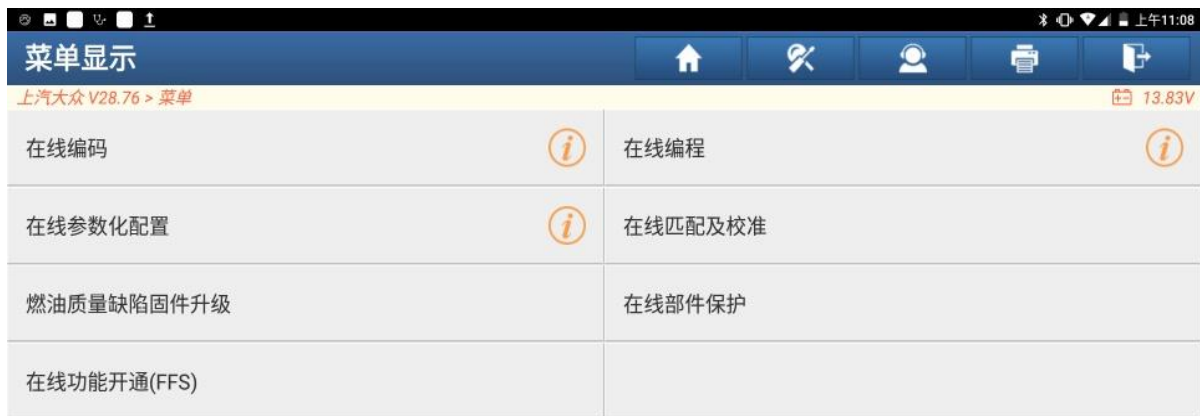 上午11:08
菜单显示
上汽大众 V28.76 > 菜单
13.83V
在线编码
在线编程
在线参数化配置
在线匹配及校准
燃油质量缺陷固件升级
在线部件保护
在线功能开通(FFS)